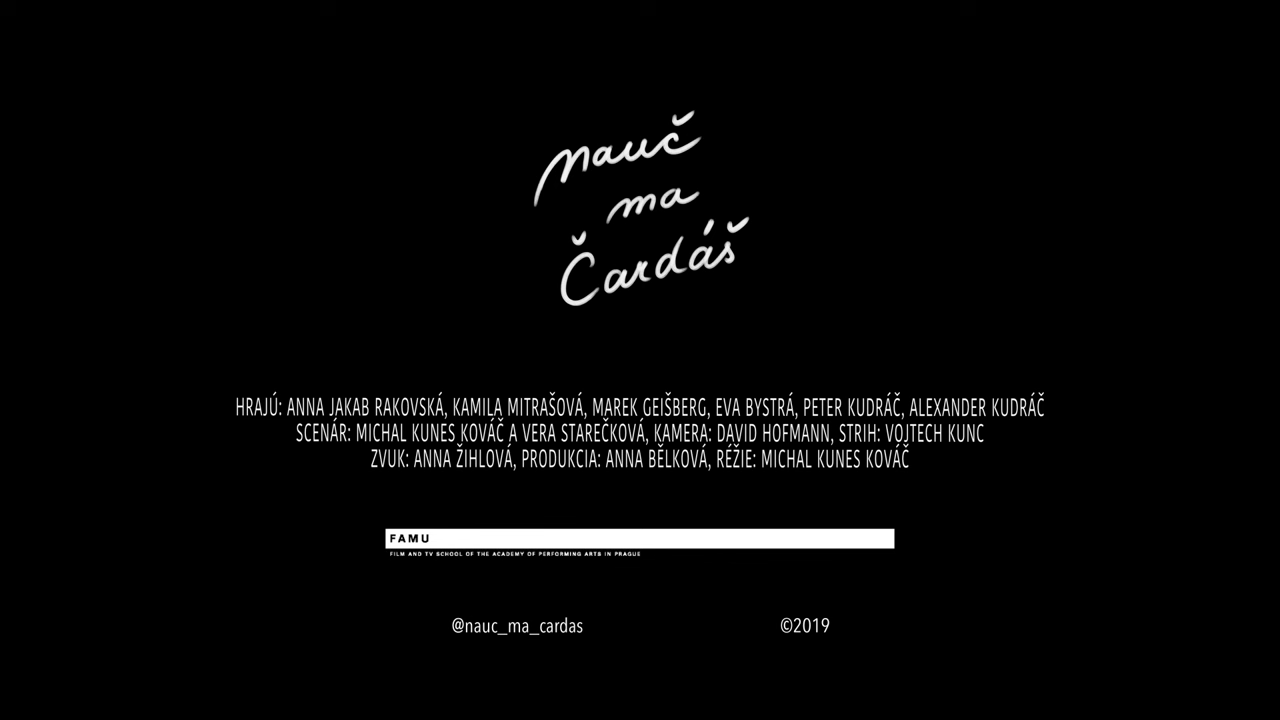 nauč
ma
Čardáš
HRAJÚ: ANNA JAKAB RAKOVSKÁ, KAMILA MITRAŠOVÁ, MAREK GEIŠBERG, EVA BYSTRÁ, PETER KUDRÁČ, ALEXANDER KUDRÁČ
SCENÁR: MICHAL KUNES KOVÁČ A VERA STAREČKOVÁ, KAMERA: DAVID HOFMANN, STRIH: VOJTECH KUNC
ZVUK: ANNA ŽIHLOVÁ, PRODUKCIA: ANNA BĚLKOVÁ, RÉŽIE: MICHAL KUNES KOVÁČ
FAMU
FILM AND TV SCHOOL OF THE ACADEMY OF PERFORMING ARTS IN PRAGUE
@nauc_ma_cardas ©2019